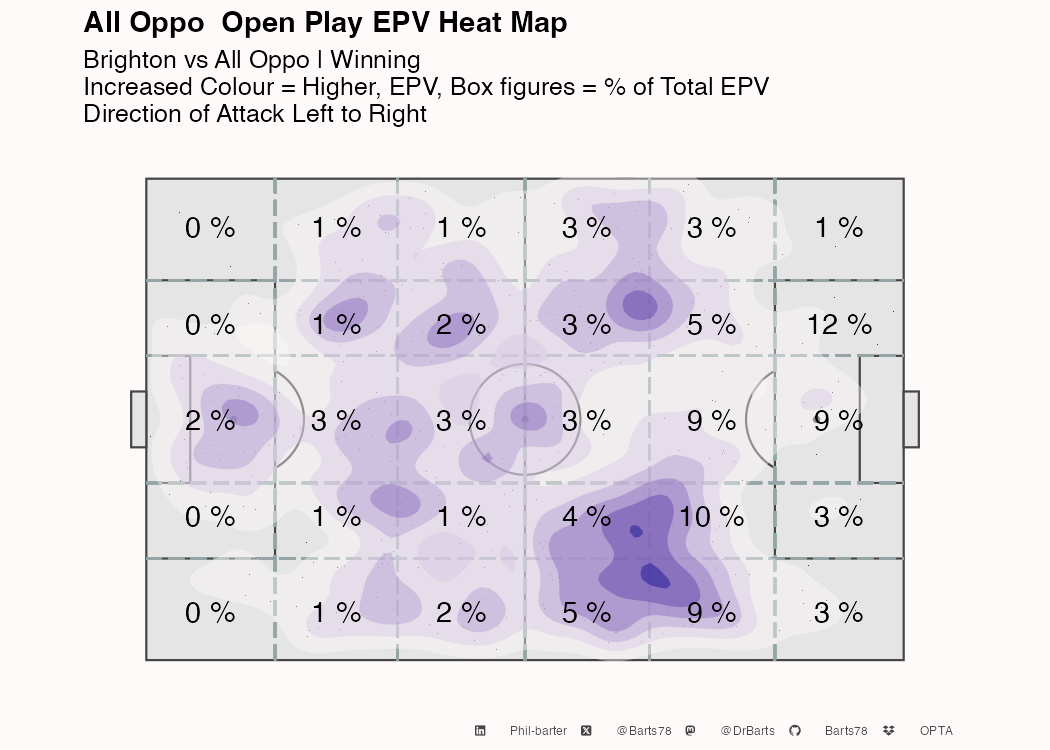 All Oppo  Open Play EPV Heat Map
Brighton vs All Oppo | Winning
Increased Colour = Higher, EPV, Box figures = % of Total EPV
Direction of Attack Left to Right
0 % 1 % 1 % 3 % 3 % 1 %
0 % 1 % 2 % 3 % 5 % 12 %
2 % 3 % 3 % 3 % 9 % 9 %
0 % 1 % 1 % 4 % 10 % 3 %
0 % 1 % 2 % 5 % 9 % 3 %
Phil-barter @Barts78 @DrBarts Barts78 OPTA